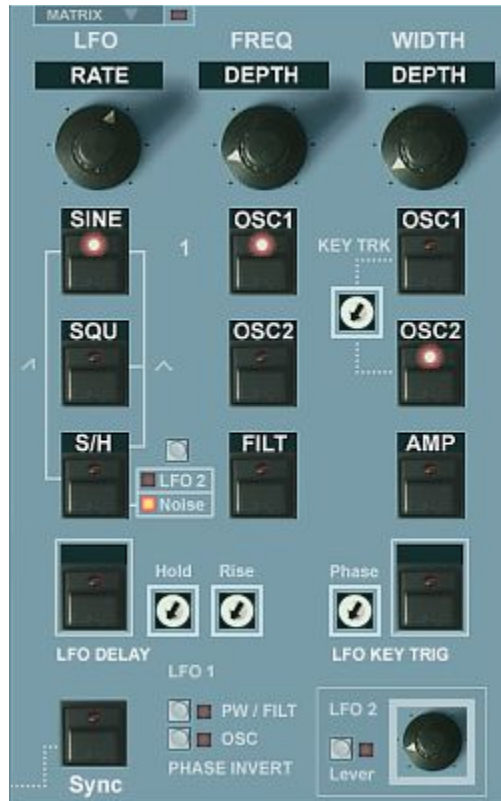 MATRIX
LFO FREQ WIDTH
RATE DEPTH DEPTH
SINE OSC1 OSC1
1 KEY TRK
SQU OSC2 OSC2
S/H FILT AMP
LFO 2
Noise
Hold Rise Phase
LFO DELAY LFO KEY TRIG
LFO 1
PW / FILT LFO 2
OSC
PHASE INVERT Lever
Sync